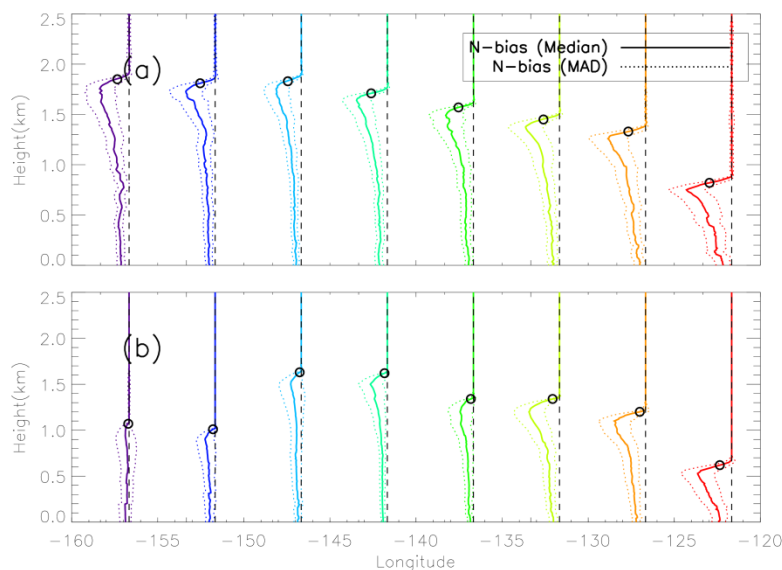 2.5
2.0
1.5
1.0
0.5
0.0
Height(km)
(a)
N-bias (Median)
N-bias (MAD)
2.5
2.0
1.5
1.0
0.5
0.0
Height(km)
(b)
−160 −155 −150 −145 −140 −135 −130 −125 −120
Longitude